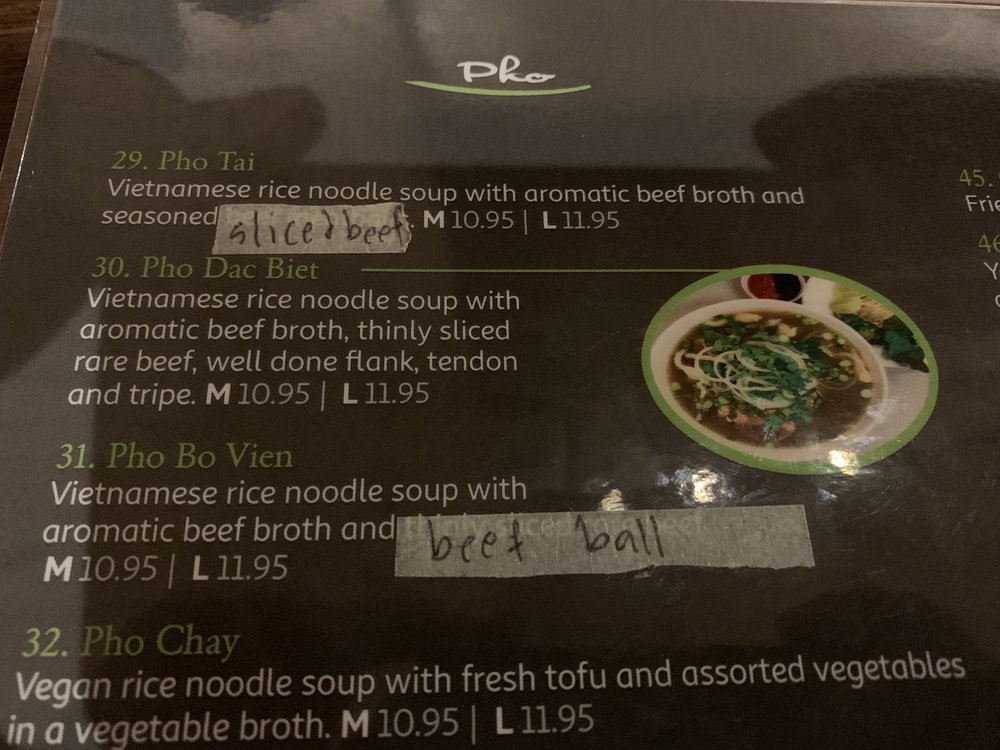 Pho
29. Pho Tai
Vietnamese rice noodle soup with aromatic beef broth and
seasoned sliced beef. M 10.95 | L 11.95
30. Pho Dac Biet
Vietnamese rice noodle soup with
aromatic beef broth, thinly sliced
rare beef, well done flank, tendon
and tripe. M 10.95 | L 11.95
31. Pho Bo Vien
Vietnamese rice noodle soup with
aromatic beef broth and beef ball
M 10.95 | L 11.95
32. Pho Chay
Vegan rice noodle soup with fresh tofu and assorted vegetables
in a vegetable broth. M 10.95 | L 11.95
45.
Frie
46